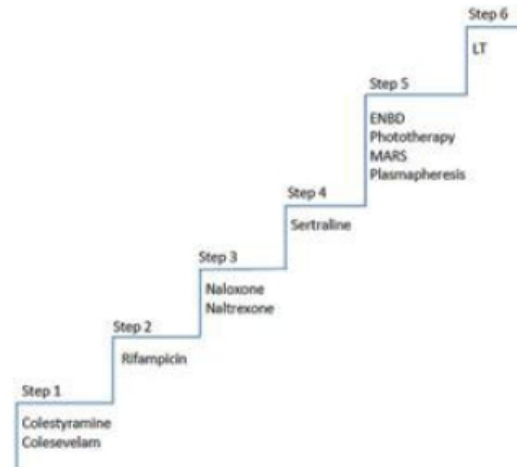 Step 6
LT
Step 5
ENBD
Phototherapy
MARS
Plasmapheresis
Step 4
Sertraline
Step 3
Naloxone
Naltrexone
Step 2
Rifampicin
Step 1
Colestyramine
Colesevelam